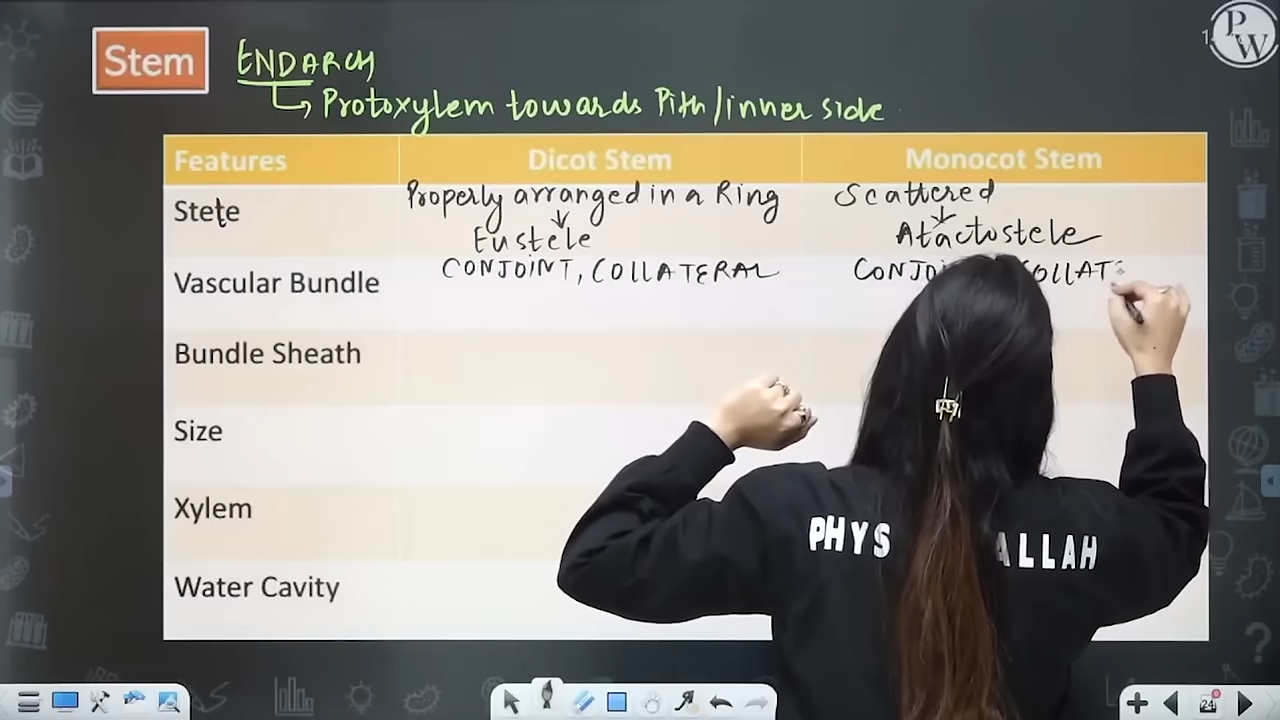 Stem
ENDARCH
Protoxylem towards Pith/inner side
PW
Features Dicot Stem Monocot Stem
Stele Properly arranged in a Ring Scattered
Eustele Atactostele
Vascular Bundle CONJOINT, COLLATERAL
Bundle Sheath
Size
Xylem
Water Cavity
PHYS ALLAH
24